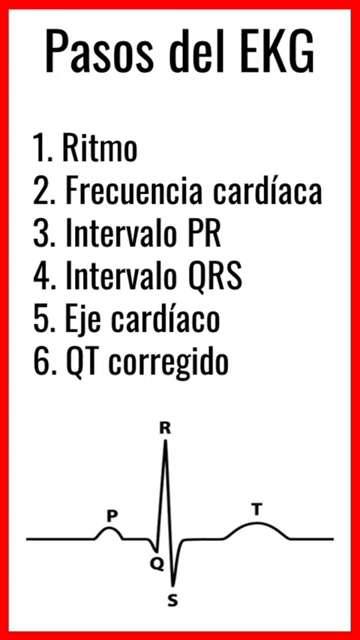 Pasos del EKG
1. Ritmo
2. Frecuencia cardíaca
3. Intervalo PR
4. Intervalo QRS
5. Eje cardíaco
6. QT corregido
R
P
T
Q
S